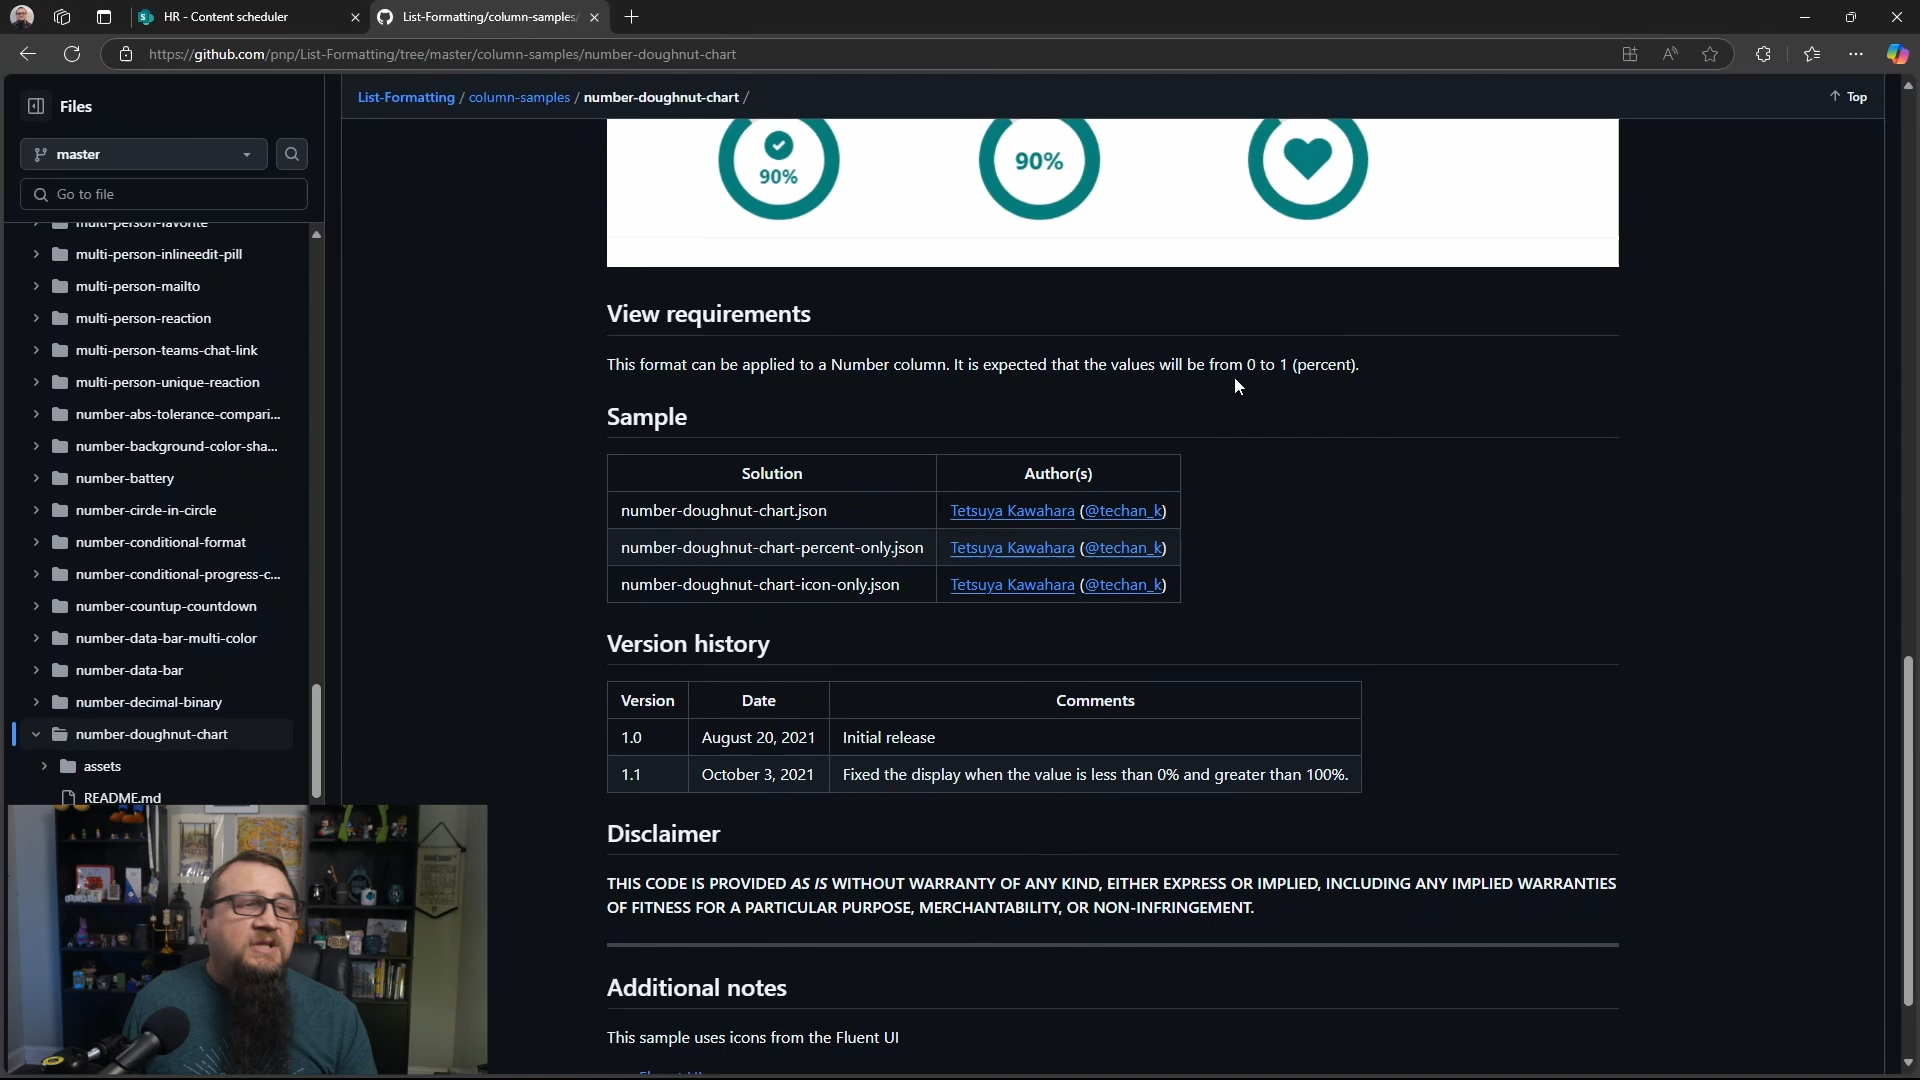 HR - Content scheduler
List-Formatting/column-samples/
https://github.com/pnp/List-Formatting/tree/master/column-samples/number-doughnut-chart
Files
master
Go to file
multi-person-favorite
multi-person-inlineedit-pill
multi-person-mailto
multi-person-reaction
multi-person-teams-chat-link
multi-person-unique-reaction
number-abs-tolerance-compari...
number-background-color-sha...
number-battery
number-circle-in-circle
number-conditional-format
number-conditional-progress-c...
number-countup-countdown
number-data-bar-multi-color
number-data-bar
number-decimal-binary
number-doughnut-chart
assets
README.md
List-Formatting / column-samples / number-doughnut-chart /
Top
90%
90%
View requirements
This format can be applied to a Number column. It is expected that the values will be from 0 to 1 (percent).
Sample
Solution Author(s)
number-doughnut-chart.json Tetsuya Kawahara (@techan_k)
number-doughnut-chart-percent-only.json Tetsuya Kawahara (@techan_k)
number-doughnut-chart-icon-only.json Tetsuya Kawahara (@techan_k)
Version history
Version Date Comments
1.0 August 20, 2021 Initial release
1.1 October 3, 2021 Fixed the display when the value is less than 0% and greater than 100%.
Disclaimer
THIS CODE IS PROVIDED AS IS WITHOUT WARRANTY OF ANY KIND, EITHER EXPRESS OR IMPLIED, INCLUDING ANY IMPLIED WARRANTIES
OF FITNESS FOR A PARTICULAR PURPOSE, MERCHANTABILITY, OR NON-INFRINGEMENT.
Additional notes
This sample uses icons from the Fluent UI